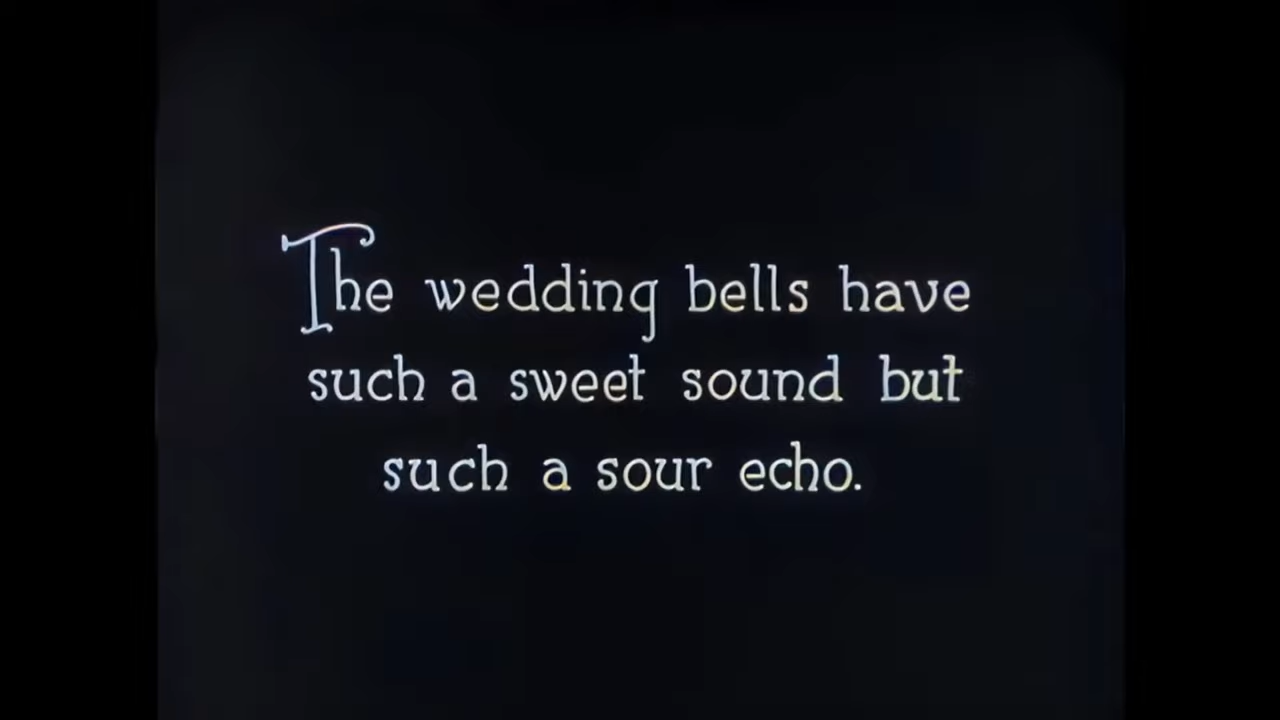 The wedding bells have
such a sweet sound but
such a sour echo.